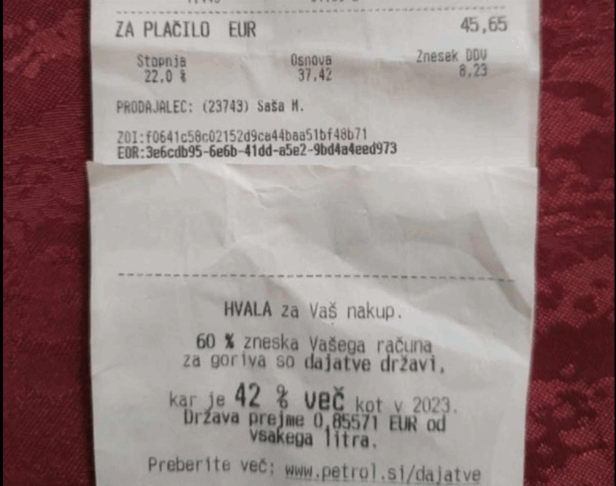 ZA PLAČILO EUR 45,65
Stopnja Osnova Znesek DDV
22.0 % 37,42 8,23
PRODAJALEC: (23743) Saša M.
ZOI:f0641c58c02152d9ca44baa51bf48b71
EOR:3e6cdb95-6e6b-41dd-a5e2-9bd4a4eed973
HVALA za Vaš nakup.
60 % zneska Vašega računa
za goriva so dajatve državi,
kar je 42 % več kot v 2023.
Država prejme 0,85571 EUR od
vsakega litra.
Preberite več: www.petrol.si/dajatve